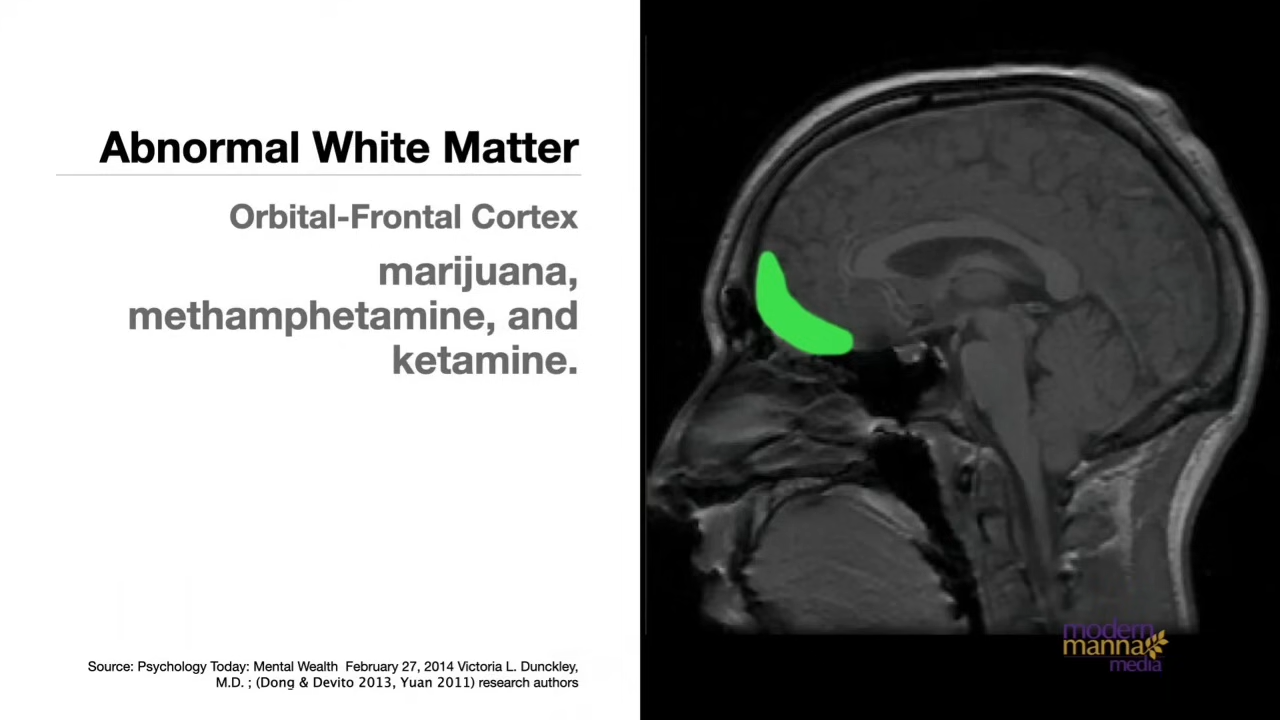 Abnormal White Matter
Orbital-Frontal Cortex
marijuana,
methamphetamine, and
ketamine.
Source: Psychology Today: Mental Wealth February 27, 2014 Victoria L. Dunckley,
M.D. ; (Dong & Devito 2013, Yuan 2011) research authors
modern
manna
media